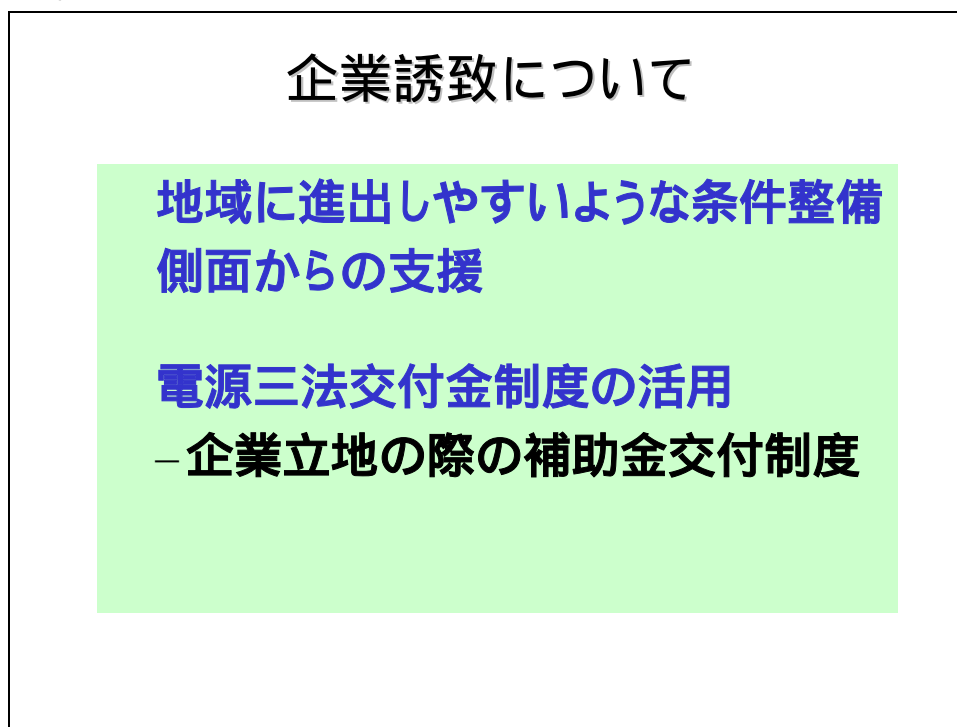 企業誘致について
地域に進出しやすいような条件整備
側面からの支援
電源三法交付金制度の活用
–企業立地の際の補助金交付制度